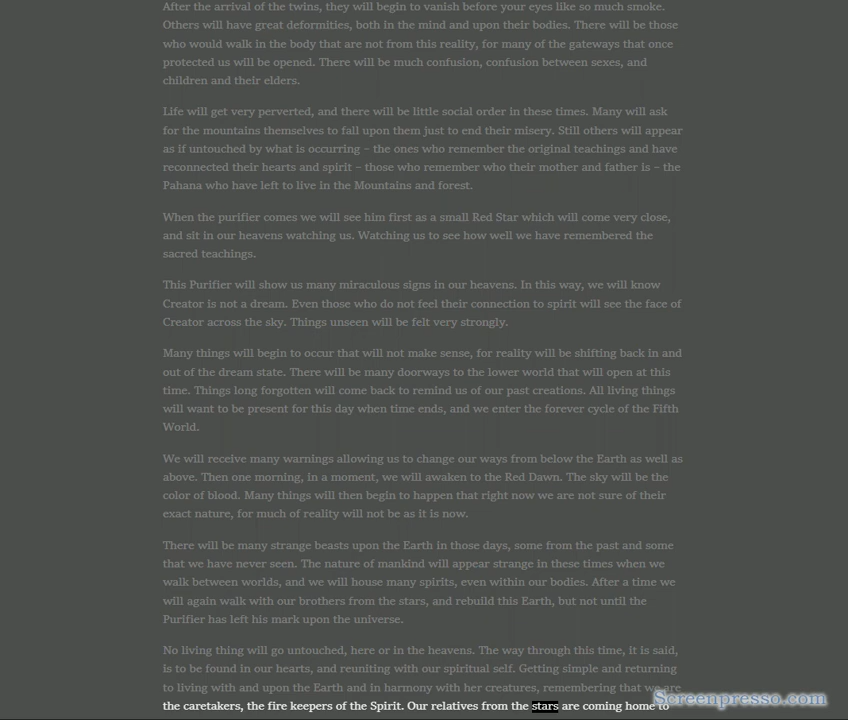 After the arrival of the twins, they will begin to vanish before your eyes like so much smoke.
Others will have great deformities, both in the mind and upon their bodies. There will be those
who would walk in the body that are not from this reality, for many of the gateways that once
protected us will be opened. There will be much confusion, confusion between sexes, and
children and their elders.
Life will get very perverted, and there will be little social order in these times. Many will ask
for the mountains themselves to fall upon them just to end their misery. Still others will appear
as if untouched by what is occurring – the ones who remember the original teachings and have
reconnected their hearts and spirit – those who remember who their mother and father is – the
Pahana who have left to live in the Mountains and forest.
When the purifier comes we will see him first as a small Red Star which will come very close,
and sit in our heavens watching us. Watching us to see how well we have remembered the
sacred teachings.
This Purifier will show us many miraculous signs in our heavens. In this way, we will know
Creator is not a dream. Even those who do not feel their connection to spirit will see the face of
Creator across the sky. Things unseen will be felt very strongly.
Many things will begin to occur that will not make sense, for reality will be shifting back in and
out of the dream state. There will be many doorways to the lower world that will open at this
time. Things long forgotten will come back to remind us of our past creations. All living things
will want to be present for this day when time ends, and we enter the forever cycle of the Fifth
World.
We will receive many warnings allowing us to change our ways from below the Earth as well as
above. Then one morning, in a moment, we will awaken to the Red Dawn. The sky will be the
color of blood. Many things will then begin to happen that right now we are not sure of their
exact nature, for much of reality will not be as it is now.
There will be many strange beasts upon the Earth in those days, some from the past and some
that we have never seen. The nature of mankind will appear strange in these times when we
walk between worlds, and we will house many spirits, even within our bodies. After a time we
will again walk with our brothers from the stars, and rebuild this Earth, but not until the
Purifier has left his mark upon the universe.
No living thing will go untouched, here or in the heavens. The way through this time, it is said,
is to be found in our hearts, and reuniting with our spiritual self. Getting simple and returning
to living with and upon the Earth and in harmony with her creatures, remembering that we are
the caretakers, the fire keepers of the Spirit. Our relatives from the stars are coming home to
Screenpresso.com